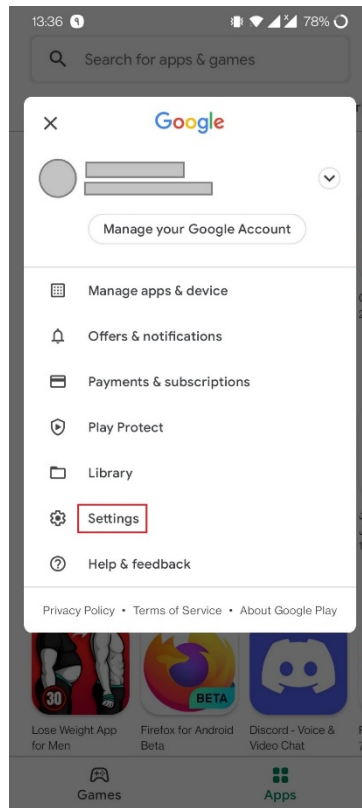 13:36 78%
Search for apps & games
Google
Manage your Google Account
Manage apps & device
Offers & notifications
Payments & subscriptions
Play Protect
Library
Settings
Help & feedback
Privacy Policy • Terms of Service • About Google Play
30
BETA
Lose Weight App
for Men
Firefox for Android
Beta
Discord - Voice &
Video Chat
Games
Apps